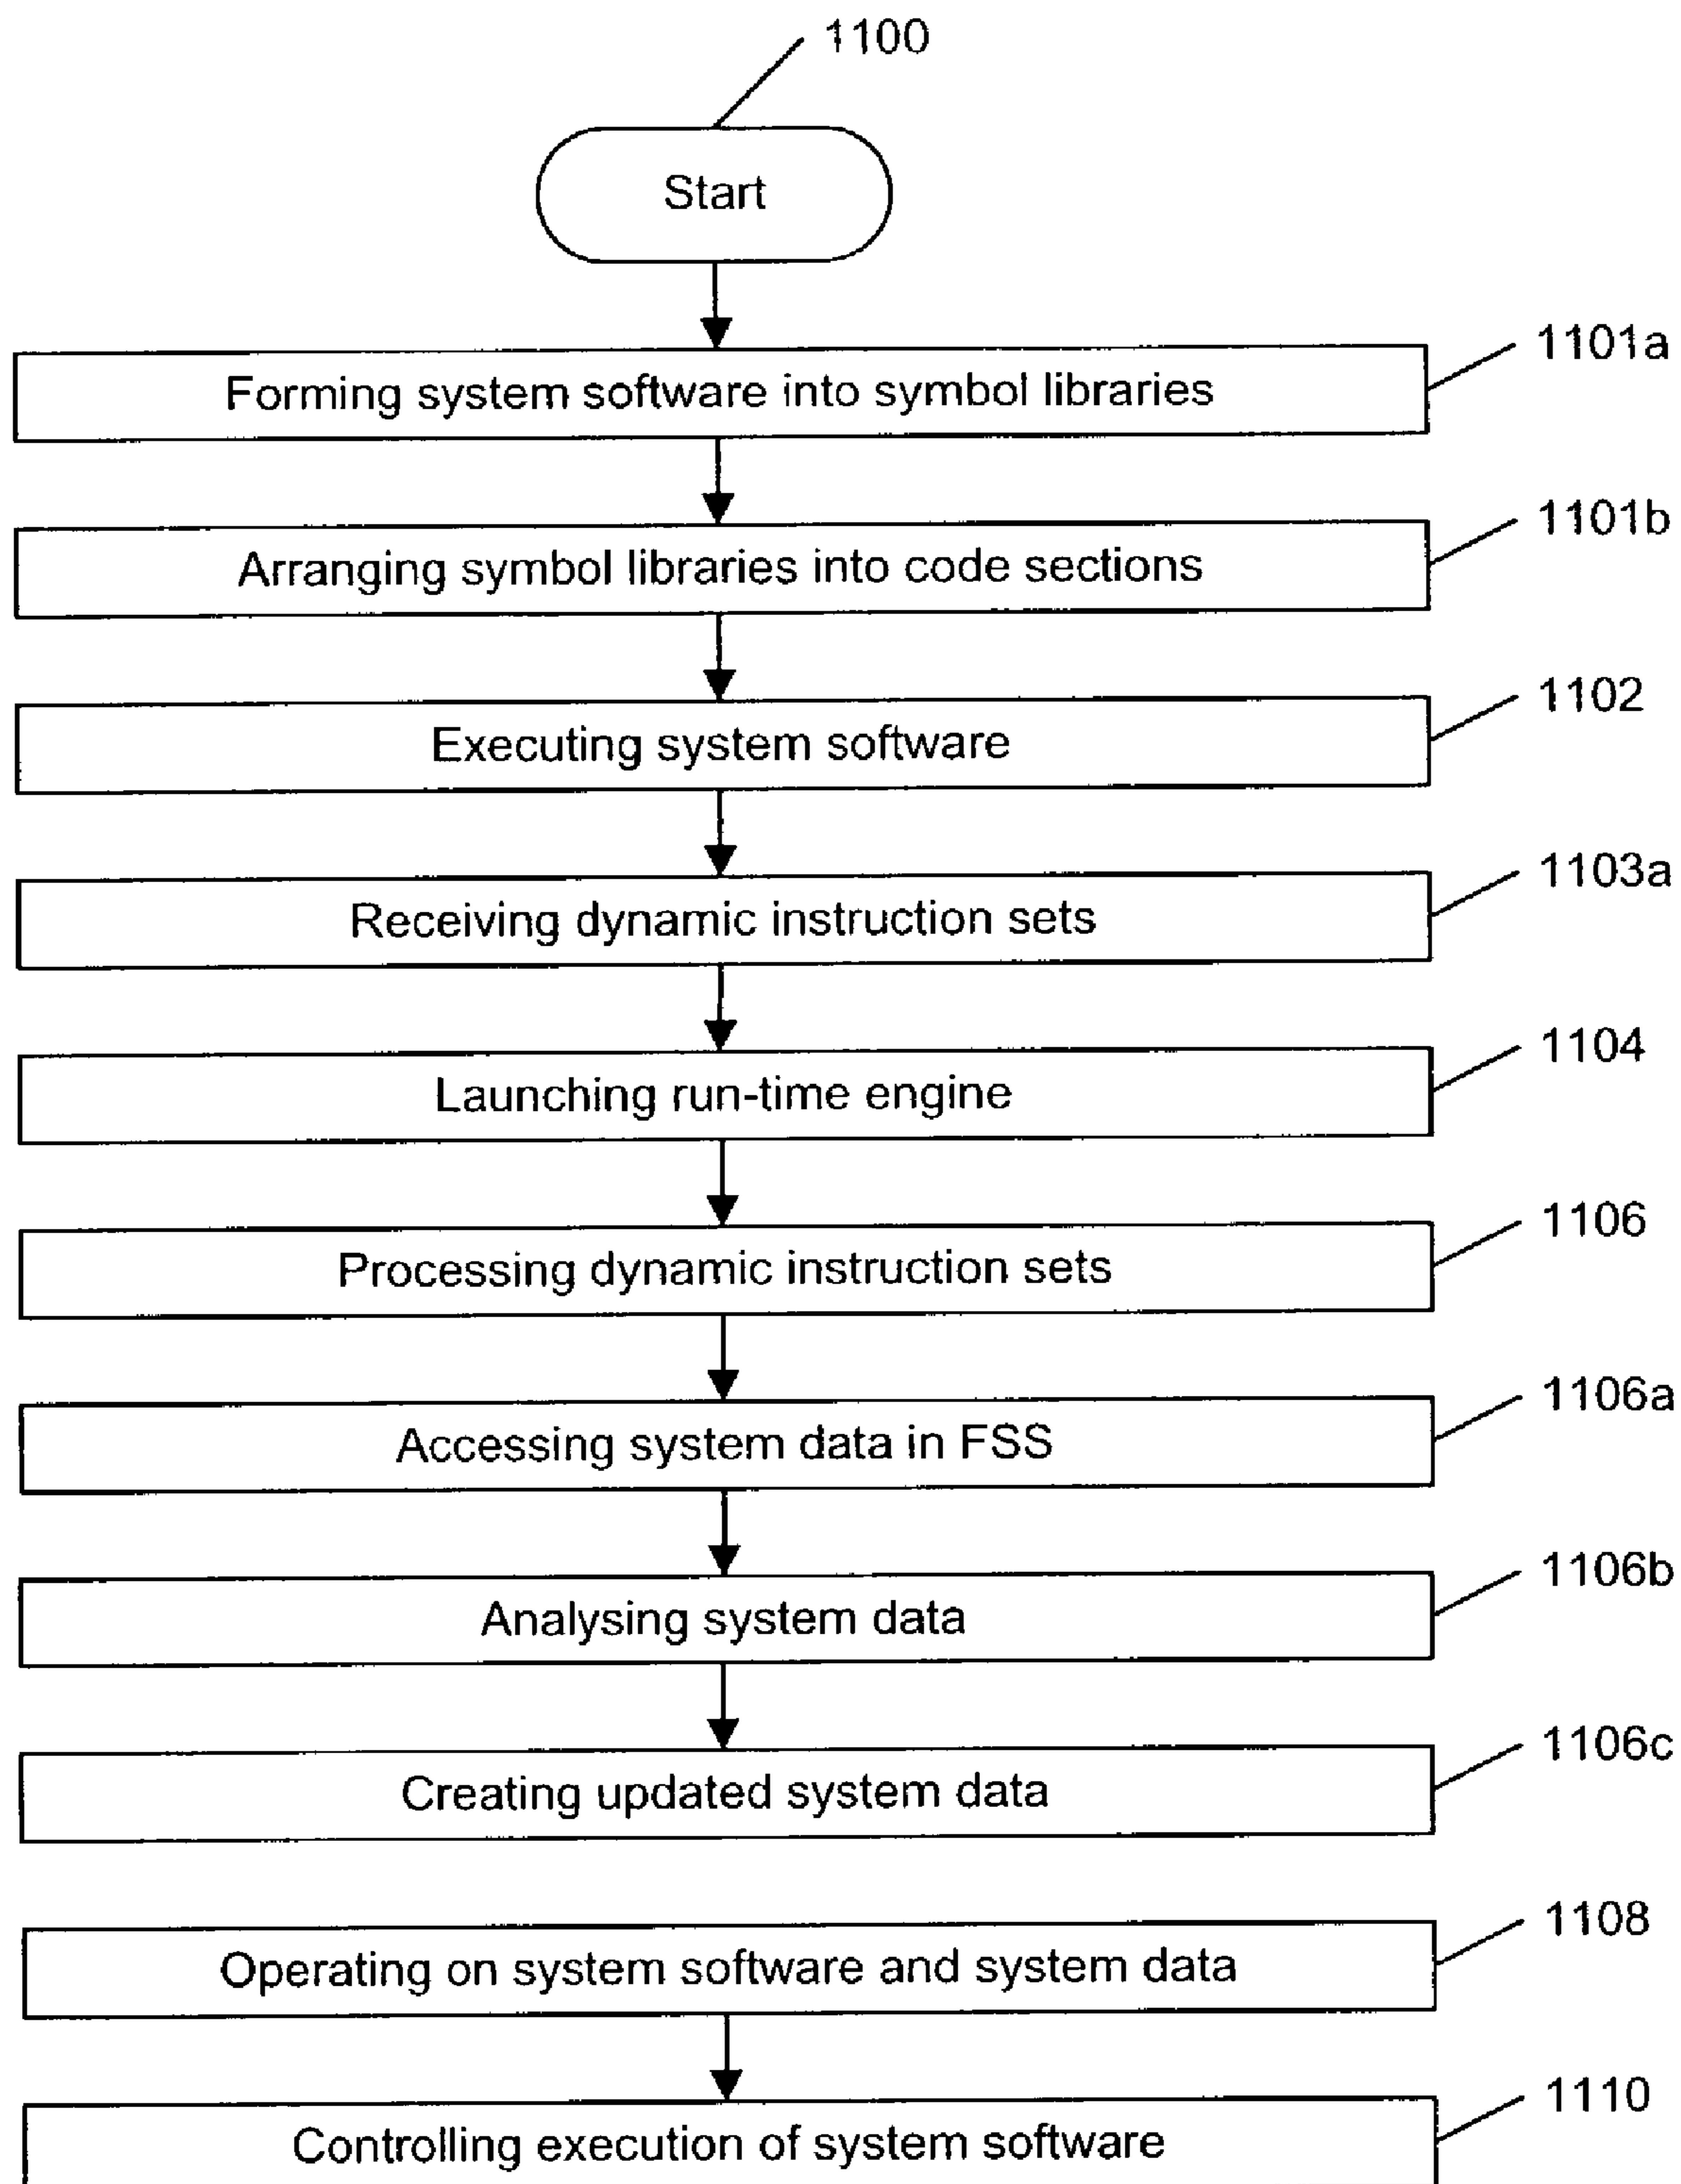 1100
Start
1101a
Forming system software into symbol libraries
1101b
Arranging symbol libraries into code sections
1102
Executing system software
1103a
Receiving dynamic instruction sets
1104
Launching run-time engine
1106
Processing dynamic instruction sets
1106a
Accessing system data in FSS
1106b
Analysing system data
1106c
Creating updated system data
1108
Operating on system software and system data
1110
Controlling execution of system software